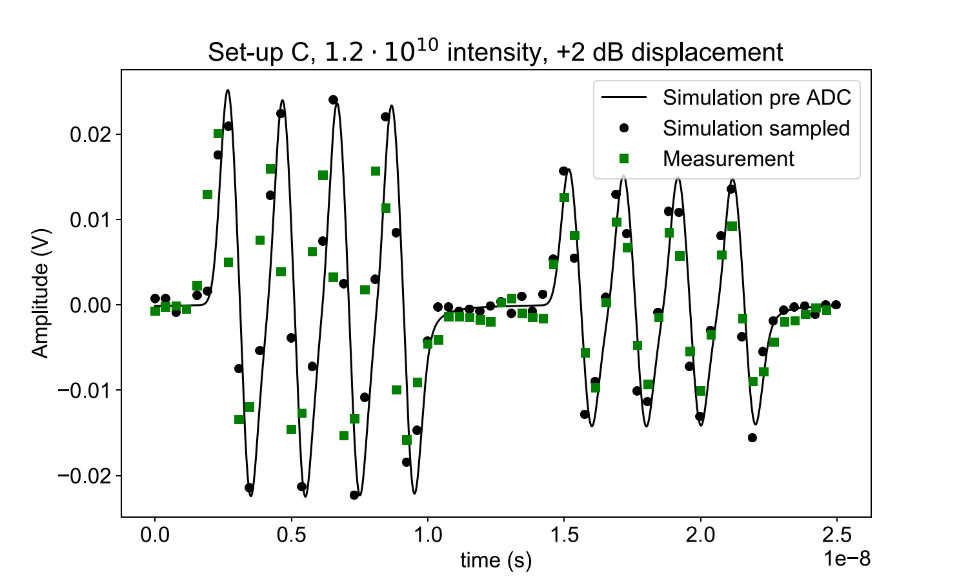 Set-up C, 1.2 · 10¹⁰ intensity, +2 dB displacement
Simulation pre ADC
Simulation sampled
Measurement
Amplitude (V)
0.02
0.01
0.00
−0.01
−0.02
0.0 0.5 1.0 1.5 2.0 2.5
1e−8
time (s)